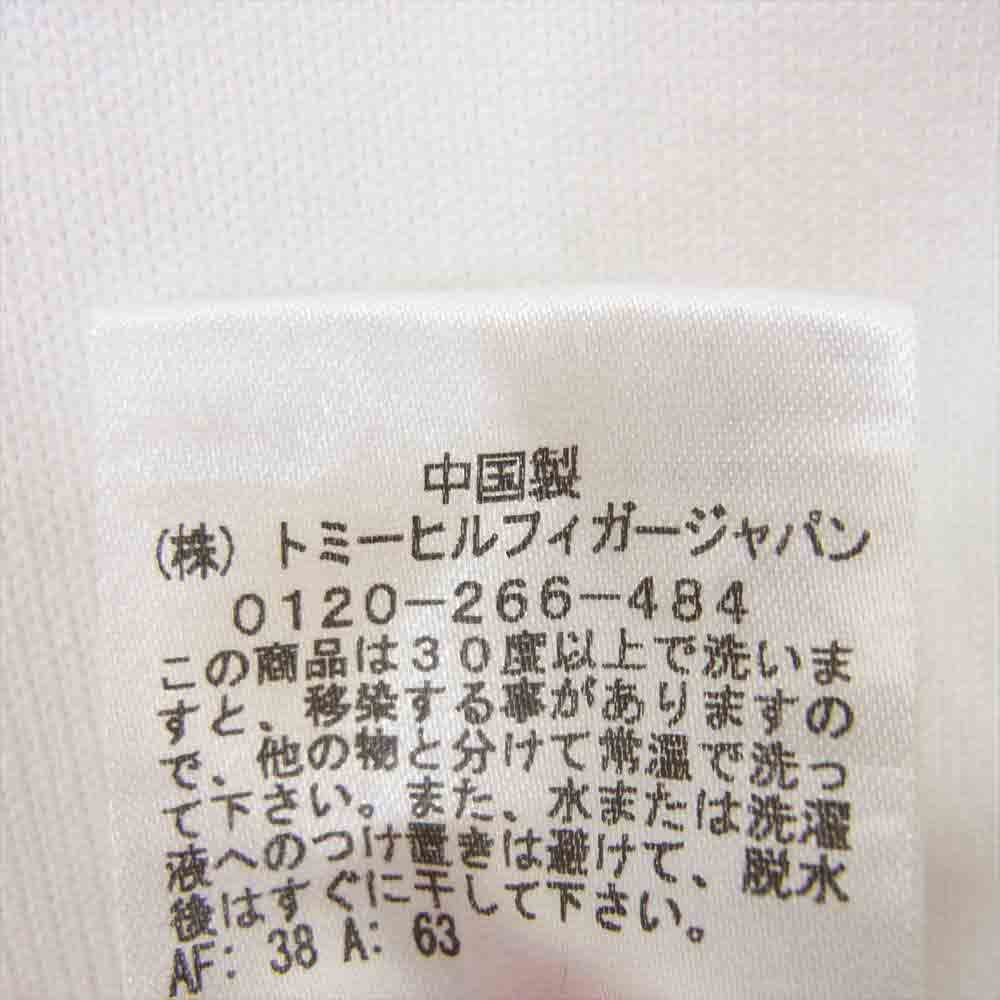 中国製
(株)トミーヒルフィガージャパン
0120-266-484
この商品は30度以上で洗いま
すと、移染する事がありますの
で、他の物と分けて常温で洗っ
て下さい。また、水または洗濯
液へのつけ置きは避けて、脱水
後はすぐに干して下さい。
AF: 38 A: 63